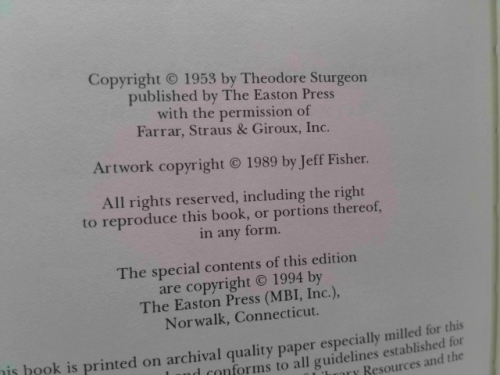 Copyright © 1953 by Theodore Sturgeon
published by The Easton Press
with the permission of
Farrar, Straus & Giroux, Inc.
Artwork copyright © 1989 by Jeff Fisher.
All rights reserved, including the right
to reproduce this book, or portions thereof,
in any form.
The special contents of this edition
are copyright © 1994 by
The Easton Press (MBI, Inc.),
Norwalk, Connecticut.
his book is printed on archival quality paper especially milled for this
and conforms to all guidelines established for
Library Resources and the